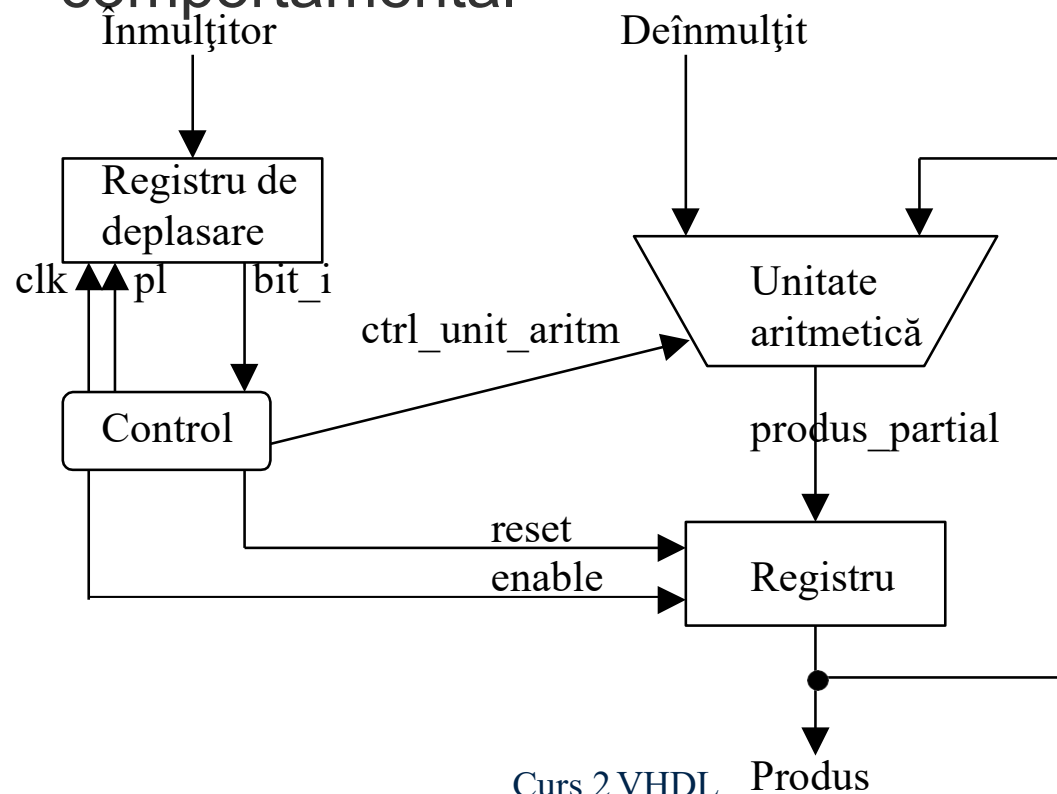 comportamental
Înmulţitor
Deînmulţit
Registru de
deplasare
clk
pl
bit_i
Unitate
aritmetică
ctrl_unit_aritm
Control
produs_partial
reset
enable
Registru
Produs
Curs 2 VHDL